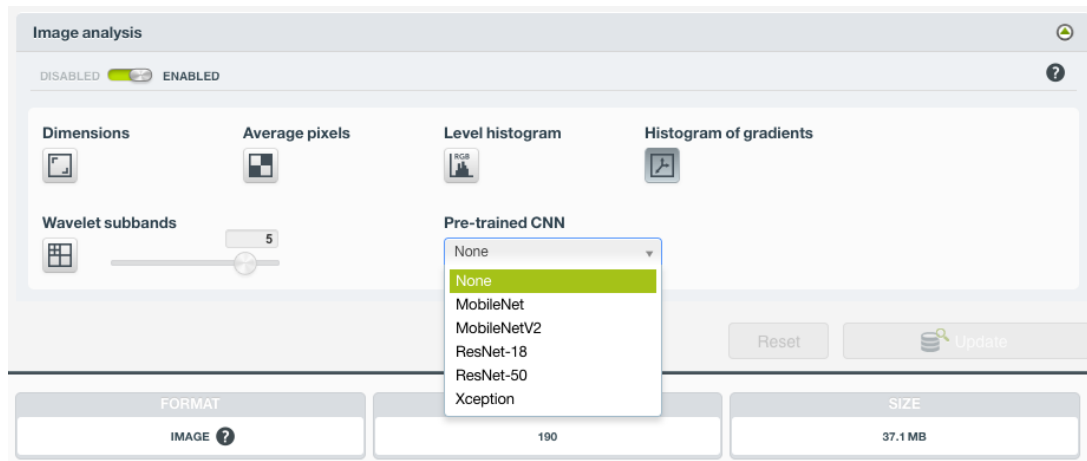 Image analysis
DISABLED ENABLED ?
Dimensions Average pixels Level histogram Histogram of gradients
RGB
Wavelet subbands Pre-trained CNN
5 None
None
MobileNet
MobileNetV2
ResNet-18
ResNet-50
Xception
Reset Update
FORMAT SIZE
IMAGE ? 190 37.1 MB